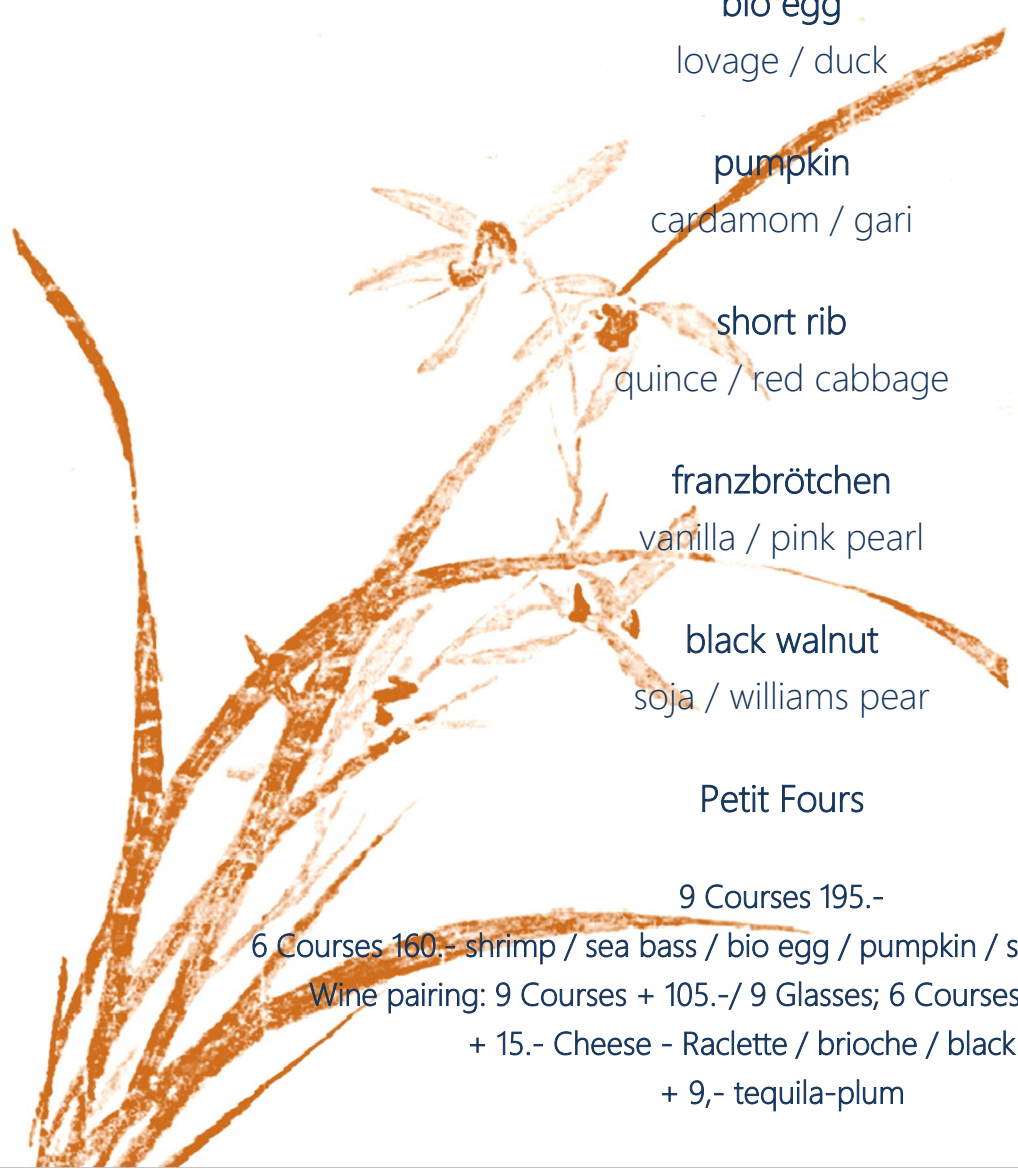 bio egg
lovage / duck
pumpkin
cardamom / gari
short rib
quince / red cabbage
franzbrötchen
vanilla / pink pearl
black walnut
soja / williams pear
Petit Fours
9 Courses 195.-
6 Courses 160.- shrimp / sea bass / bio egg / pumpkin / s
Wine pairing: 9 Courses + 105.-/ 9 Glasses; 6 Courses
+ 15.- Cheese - Raclette / brioche / black
+ 9,- tequila-plum